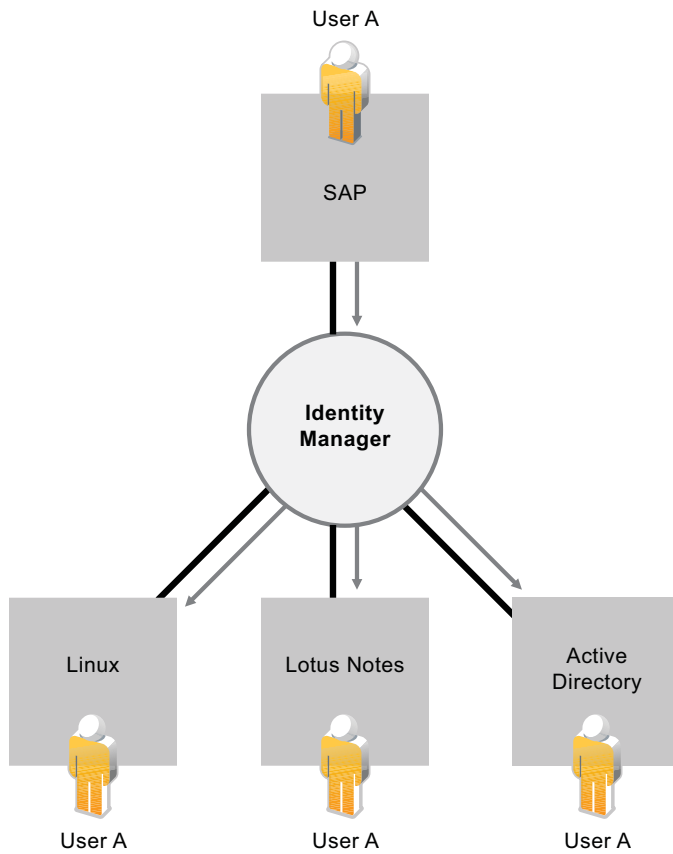 User A
SAP
Identity
Manager
Linux
Lotus Notes
Active
Directory
User A
User A
User A